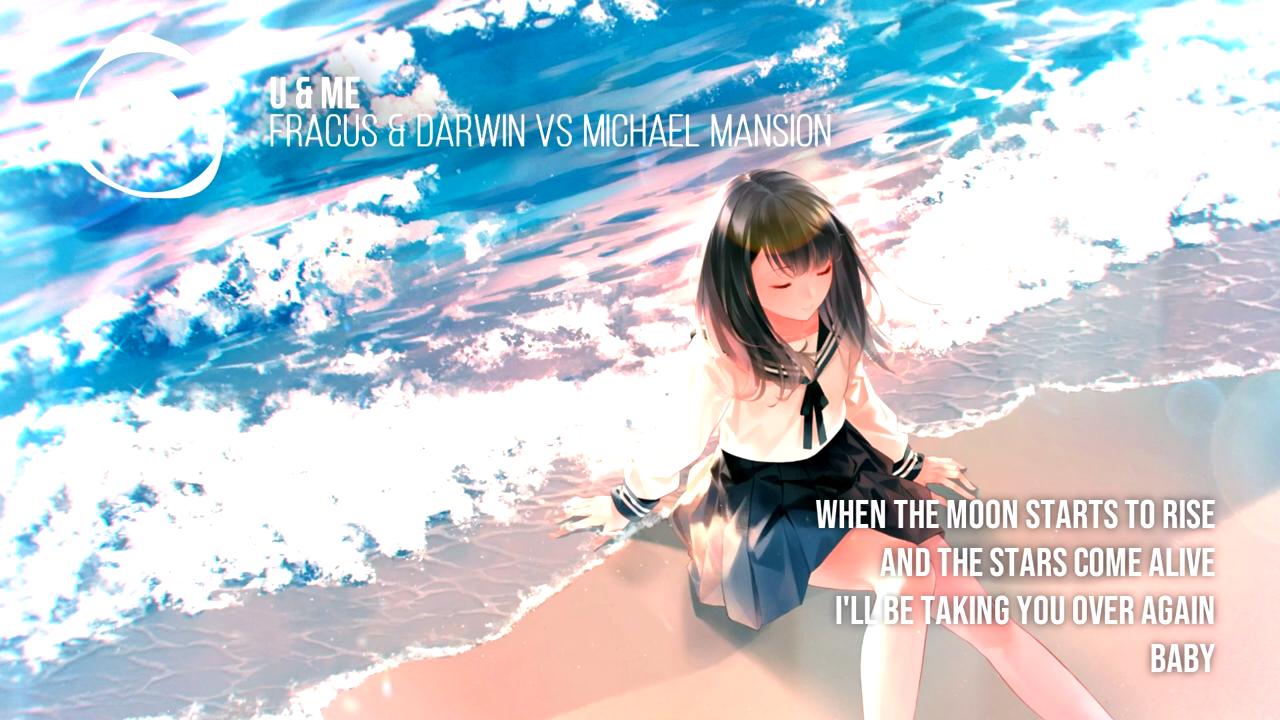 U & ME
FRACUS & DARWIN VS MICHAEL MANSION
WHEN THE MOON STARTS TO RISE
AND THE STARS COME ALIVE
I'LL BE TAKING YOU OVER AGAIN
BABY